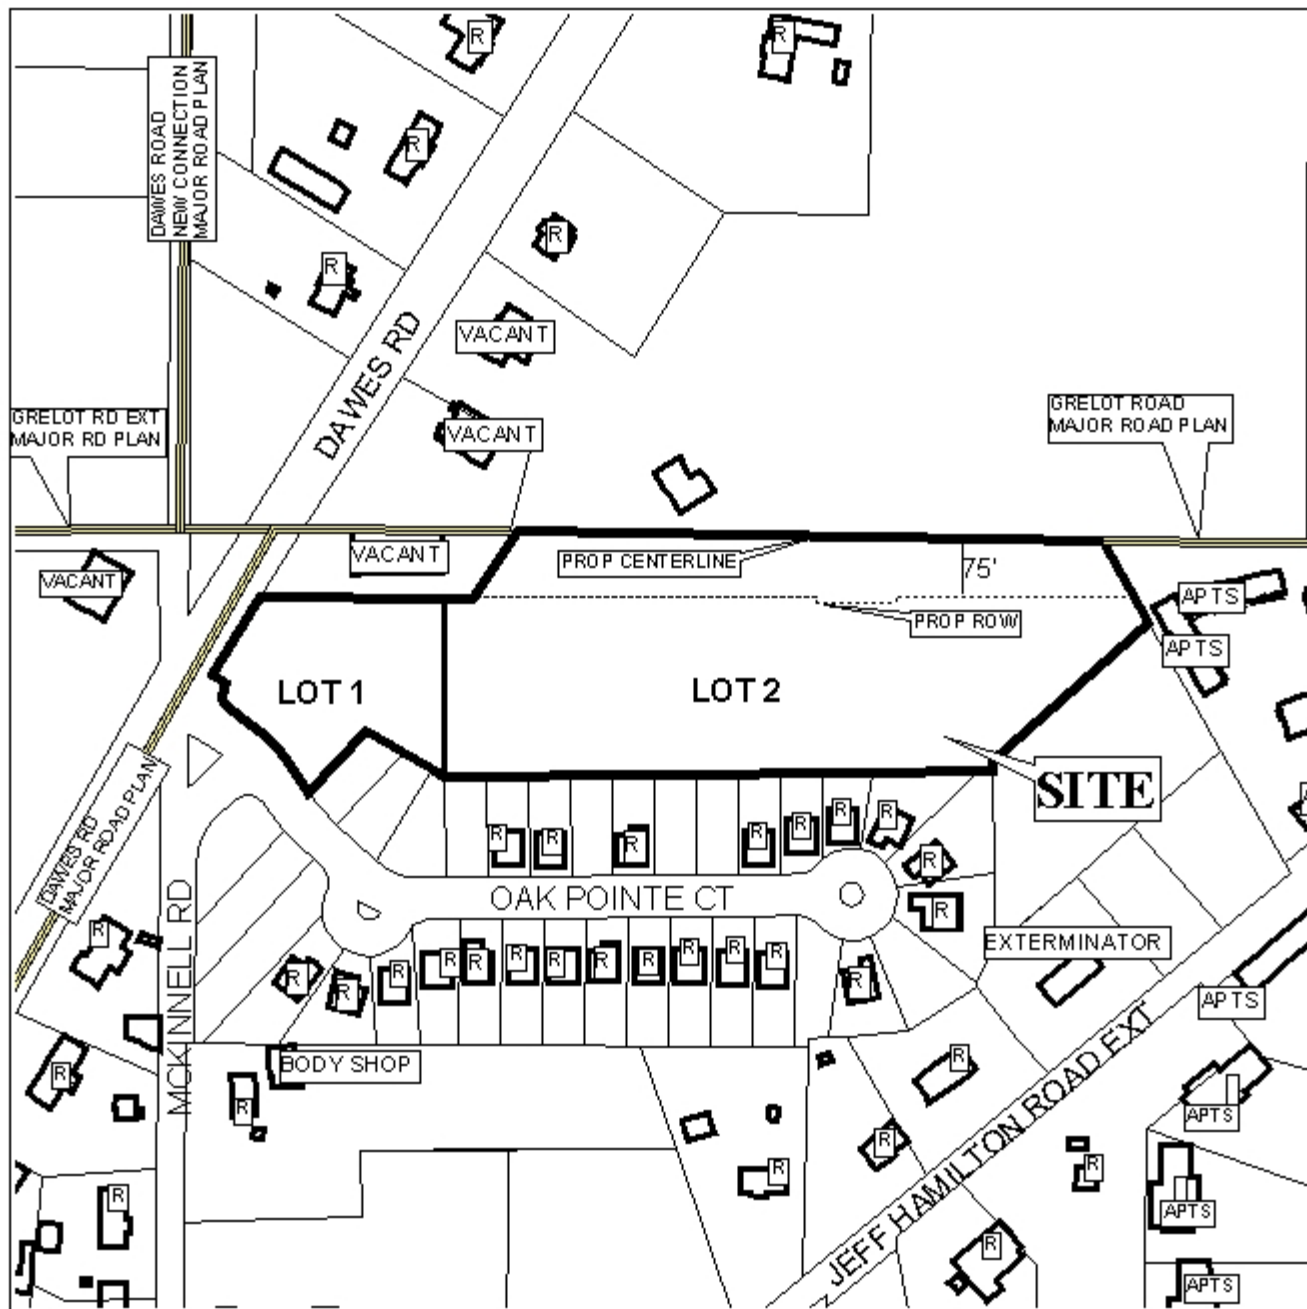 R
R
DAWES ROAD
NEW CONNECTION
MAJOR ROAD PLAN
R
R
R
VACANT
DAWES RD
VACANT
GRELOT RD EXT
MAJOR RD PLAN
GRELOT ROAD
MAJOR ROAD PLAN
VACANT
PROP CENTERLINE
75'
VACANT
APTS
PROP ROW
APTS
LOT 1
LOT 2
SITE
DAWES RD
MAJOR ROAD PLAN
R
R
R
R
R
R
R
R
OAK POINTE CT
R
MCKINNELL RD
R
EXTERMINATOR
R
R
R
R
R
R
R
R
R
R
R
R
R
APTS
BODY SHOP
R
R
R
APTS
R
R
R
R
APTS
JEFF HAMILTON ROAD EXT
R
APTS